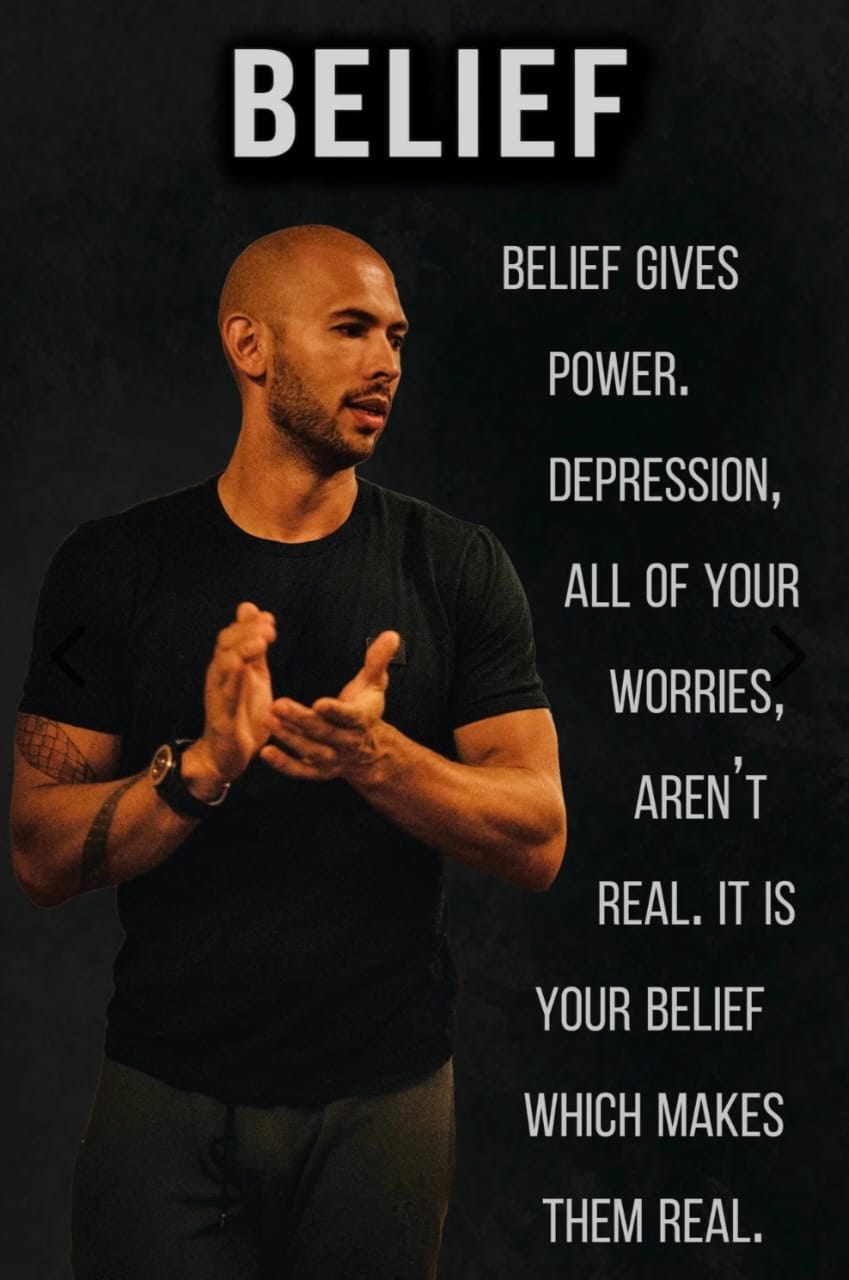 BELIEF
BELIEF GIVES
POWER.
DEPRESSION,
ALL OF YOUR
WORRIES,
AREN'T
REAL. IT IS
YOUR BELIEF
WHICH MAKES
THEM REAL.